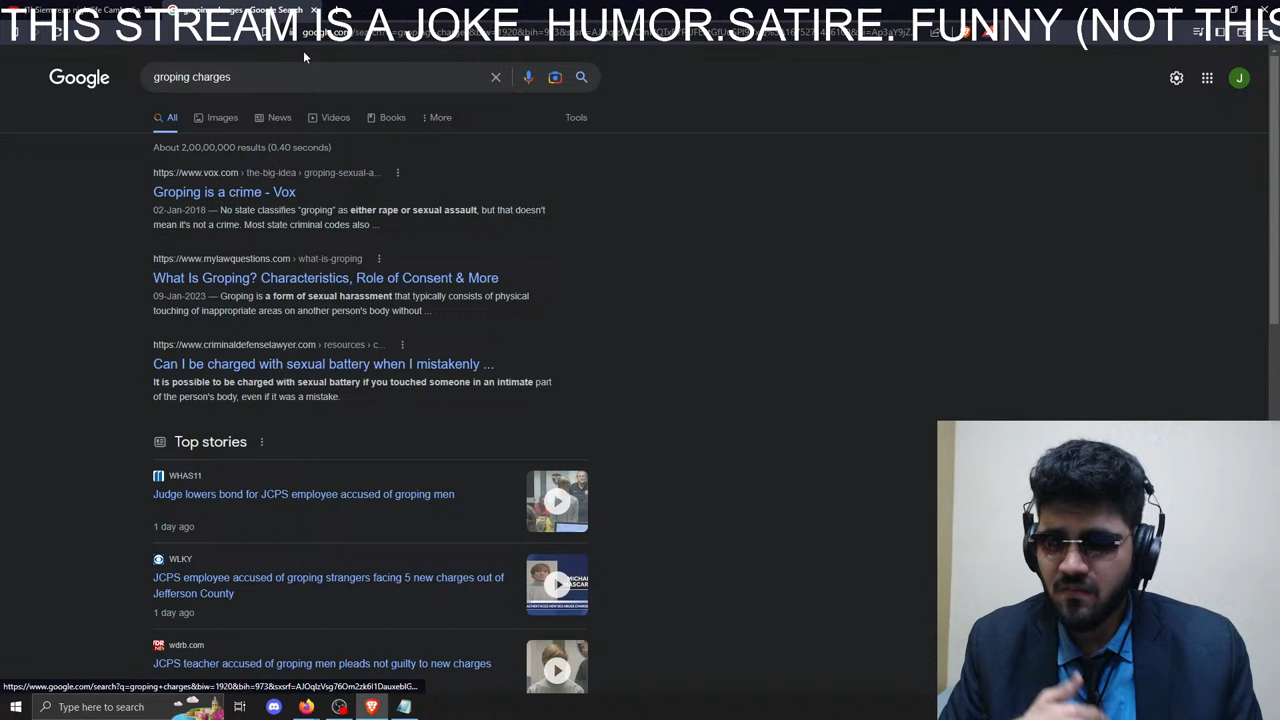 THIS STREAM IS A JOKE. HUMOR.SATIRE. FUNNY (NOT THIS
Google
groping charges
J
All
Images
News
Videos
Books
More
Tools
About 2,00,00,000 results (0.40 seconds)
https://www.vox.com › the-big-idea › groping-sexual-a...
Groping is a crime - Vox
02-Jan-2018 — No state classifies “groping” as either rape or sexual assault, but that doesn't
mean it's not a crime. Most state criminal codes also ...
https://www.mylawquestions.com › what-is-groping
What Is Groping? Characteristics, Role of Consent & More
09-Jan-2023 — Groping is a form of sexual harassment that typically consists of physical
touching of inappropriate areas on another person's body without ...
https://www.criminaldefenselawyer.com › resources › c...
Can I be charged with sexual battery when I mistakenly ...
It is possible to be charged with sexual battery if you touched someone in an intimate part
of the person's body, even if it was a mistake.
Top stories
WHAS11
Judge lowers bond for JCPS employee accused of groping men
1 day ago
WLKY
JCPS employee accused of groping strangers facing 5 new charges out of
Jefferson County
1 day ago
wdrb.com
JCPS teacher accused of groping men pleads not guilty to new charges
Type here to search